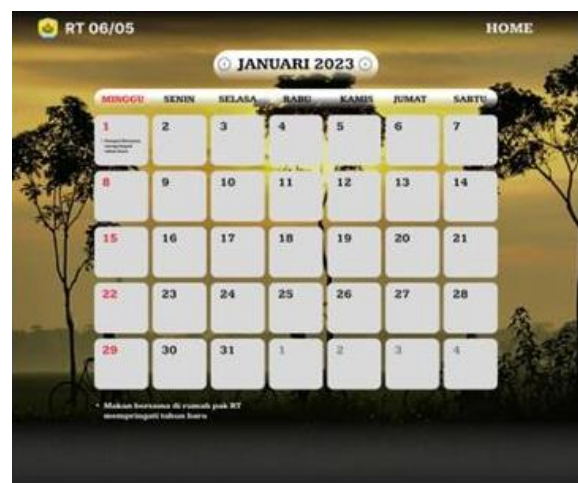 RT 06/05 HOME
JANUARI 2023
MINGGU SENIN SELASA RABU KAMIS JUMAT SABTU
1 2 3 4 5 6 7
8 9 10 11 12 13 14
15 16 17 18 19 20 21
22 23 24 25 26 27 28
29 30 31 1 2 3 4
* Makan bersama di rumah pak RT
mempringati tahun baru